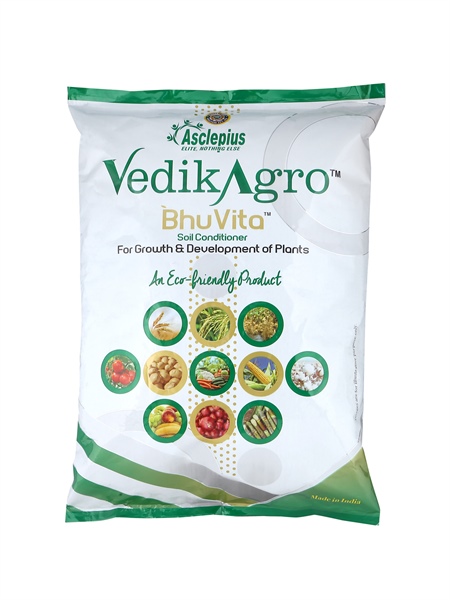 Asclepius
ELITE, NOTHING ELSE
VedikAgro™
BhuVita™
Soil Conditioner
For Growth & Development of Plants
An Eco-friendly Product
Made in India